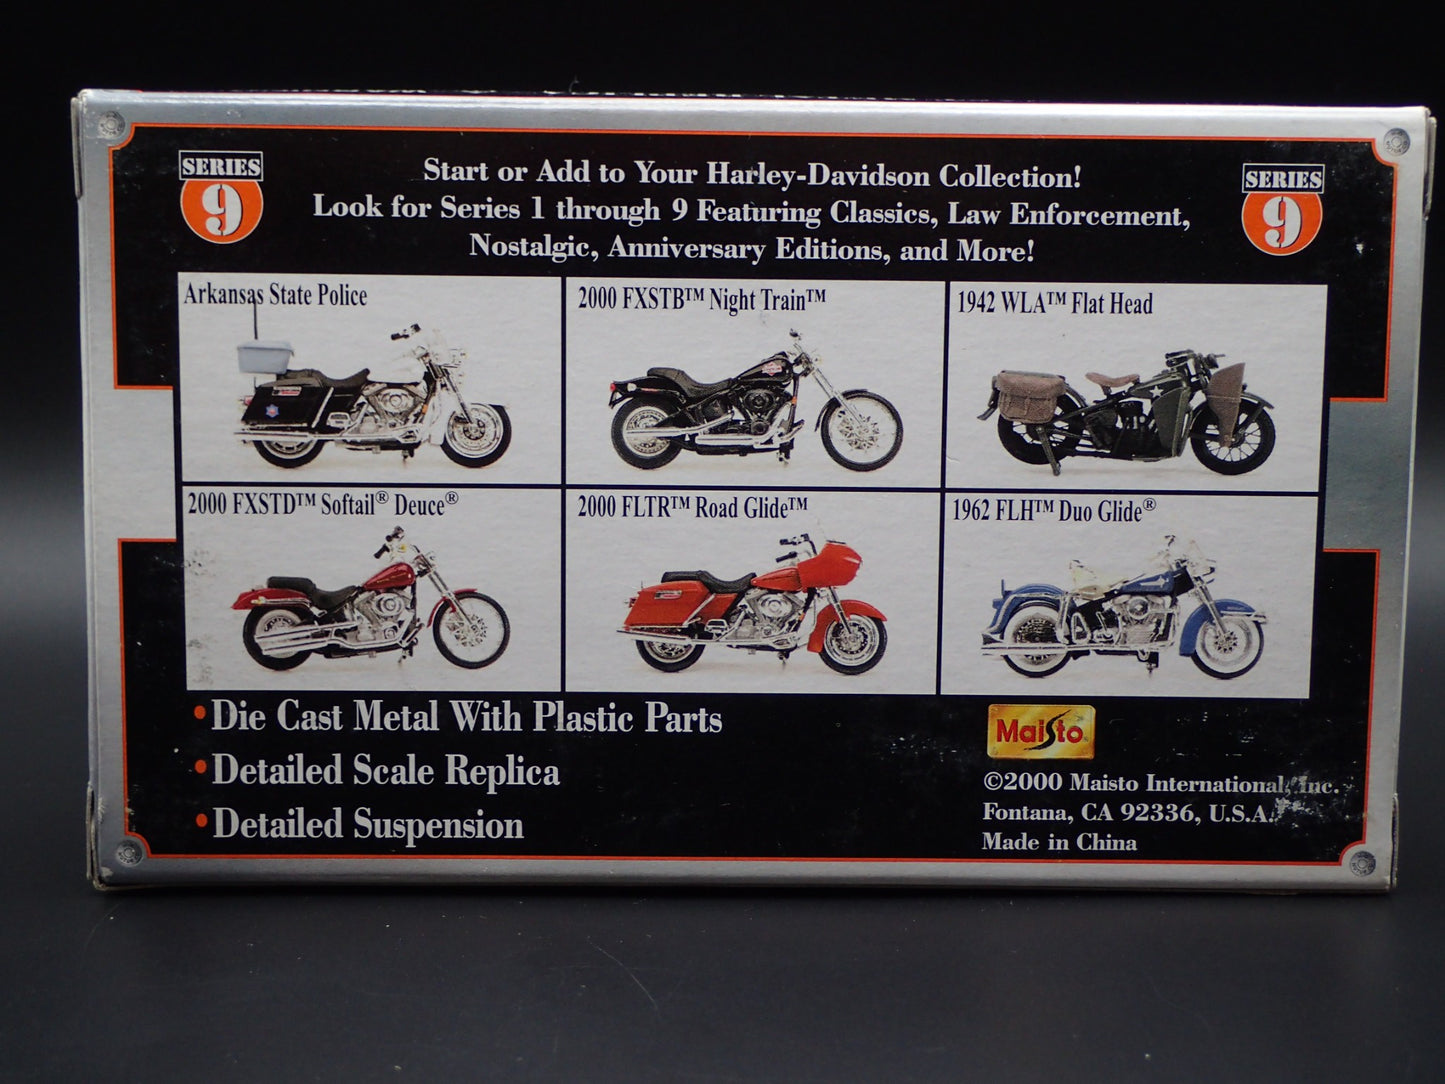 SERIES
9
Start or Add to Your Harley-Davidson Collection!
Look for Series 1 through 9 Featuring Classics, Law Enforcement,
Nostalgic, Anniversary Editions, and More!
SERIES
9
Arkansas State Police
2000 FXSTB™ Night Train™
1942 WLA™ Flat Head
2000 FXSTD™ Softail® Deuce®
2000 FLTR™ Road Glide™
1962 FLH™ Duo Glide®
•Die Cast Metal With Plastic Parts
•Detailed Scale Replica
•Detailed Suspension
Maisto
©2000 Maisto International, Inc.
Fontana, CA 92336, U.S.A.
Made in China